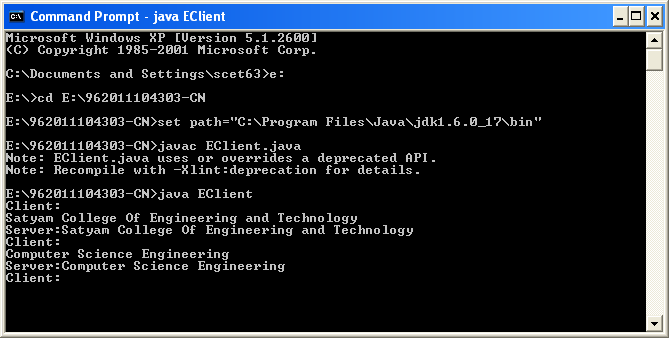 Command Prompt - java EClient
Microsoft Windows XP [Version 5.1.2600]
(C) Copyright 1985-2001 Microsoft Corp.
C:\Documents and Settings\scet63>e:
E:\>cd E:\962011104303-CN
E:\962011104303-CN>set path="C:\Program Files\Java\jdk1.6.0_17\bin"
E:\962011104303-CN>javac EClient.java
Note: EClient.java uses or overrides a deprecated API.
Note: Recompile with -Xlint:deprecation for details.
E:\962011104303-CN>java EClient
Client:
Satyam College Of Engineering and Technology
Server:Satyam College Of Engineering and Technology
Client:
Computer Science Engineering
Server:Computer Science Engineering
Client: